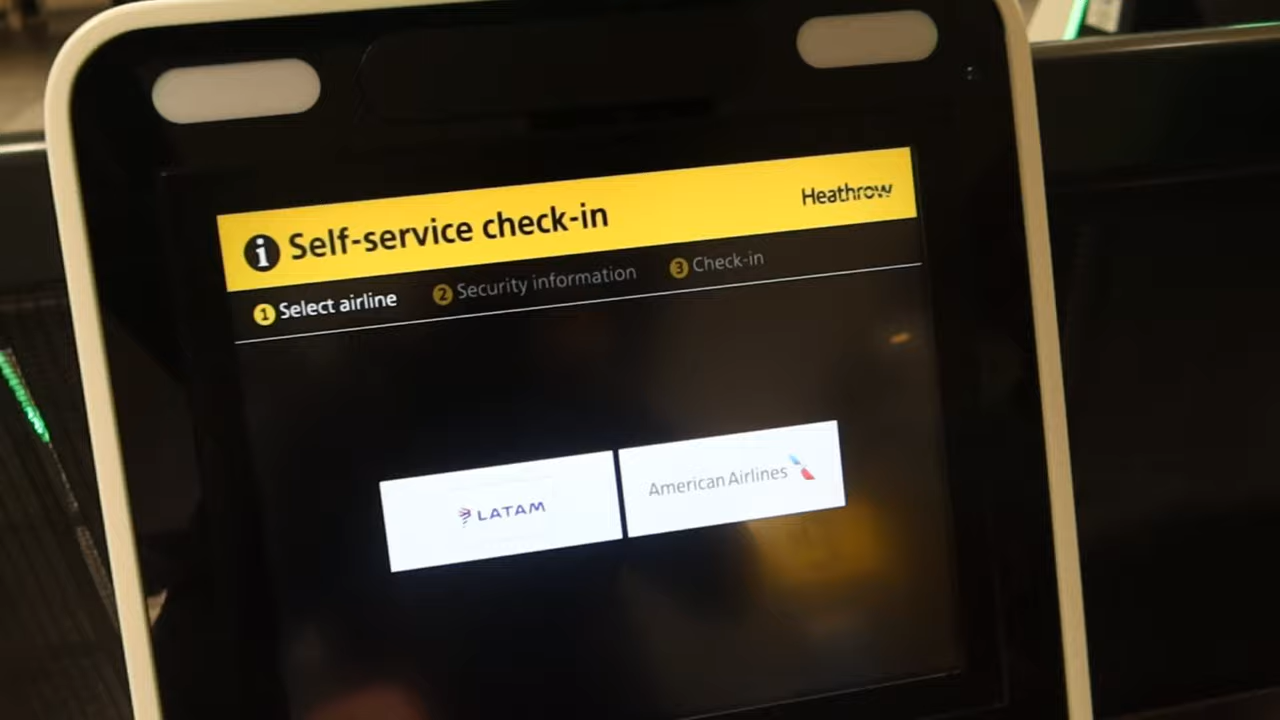 i Self-service check-in
Heathrow
1 Select airline 2 Security information 3 Check-in
LATAM
American Airlines